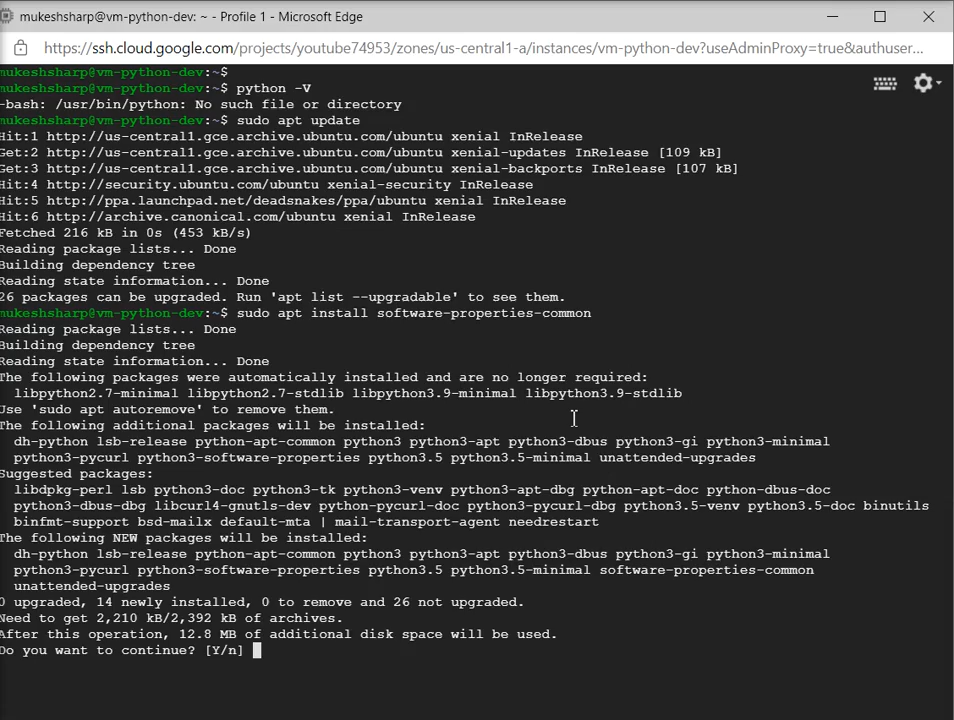 mukeshsharp@vm-python-dev: ~ - Profile 1 - Microsoft Edge
https://ssh.cloud.google.com/projects/youtube74953/zones/us-central1-a/instances/vm-python-dev?useAdminProxy=true&authuser...
mukeshsharp@vm-python-dev:~$
mukeshsharp@vm-python-dev:~$ python -V
-bash: /usr/bin/python: No such file or directory
mukeshsharp@vm-python-dev:~$ sudo apt update
Hit:1 http://us-central1.gce.archive.ubuntu.com/ubuntu xenial InRelease
Get:2 http://us-central1.gce.archive.ubuntu.com/ubuntu xenial-updates InRelease [109 kB]
Get:3 http://us-central1.gce.archive.ubuntu.com/ubuntu xenial-backports InRelease [107 kB]
Hit:4 http://security.ubuntu.com/ubuntu xenial-security InRelease
Hit:5 http://ppa.launchpad.net/deadsnakes/ppa/ubuntu xenial InRelease
Hit:6 http://archive.canonical.com/ubuntu xenial InRelease
Fetched 216 kB in 0s (453 kB/s)
Reading package lists... Done
Building dependency tree
Reading state information... Done
26 packages can be upgraded. Run 'apt list --upgradable' to see them.
mukeshsharp@vm-python-dev:~$ sudo apt install software-properties-common
Reading package lists... Done
Building dependency tree
Reading state information... Done
The following packages were automatically installed and are no longer required:
libpython2.7-minimal libpython2.7-stdlib libpython3.9-minimal libpython3.9-stdlib
Use 'sudo apt autoremove' to remove them.
The following additional packages will be installed:
dh-python lsb-release python-apt-common python3 python3-apt python3-dbus python3-gi python3-minimal
python3-pycurl python3-software-properties python3.5 python3.5-minimal unattended-upgrades
Suggested packages:
libdpkg-perl lsb python3-doc python3-tk python3-venv python3-apt-dbg python-apt-doc python-dbus-doc
python3-dbus-dbg libcurl4-gnutls-dev python-pycurl-doc python3-pycurl-dbg python3.5-venv python3.5-doc binutils
binfmt-support bsd-mailx default-mta | mail-transport-agent needrestart
The following NEW packages will be installed:
dh-python lsb-release python-apt-common python3 python3-apt python3-dbus python3-gi python3-minimal
python3-pycurl python3-software-properties python3.5 python3.5-minimal software-properties-common
unattended-upgrades
0 upgraded, 14 newly installed, 0 to remove and 26 not upgraded.
Need to get 2,210 kB/2,392 kB of archives.
After this operation, 12.8 MB of additional disk space will be used.
Do you want to continue? [Y/n]